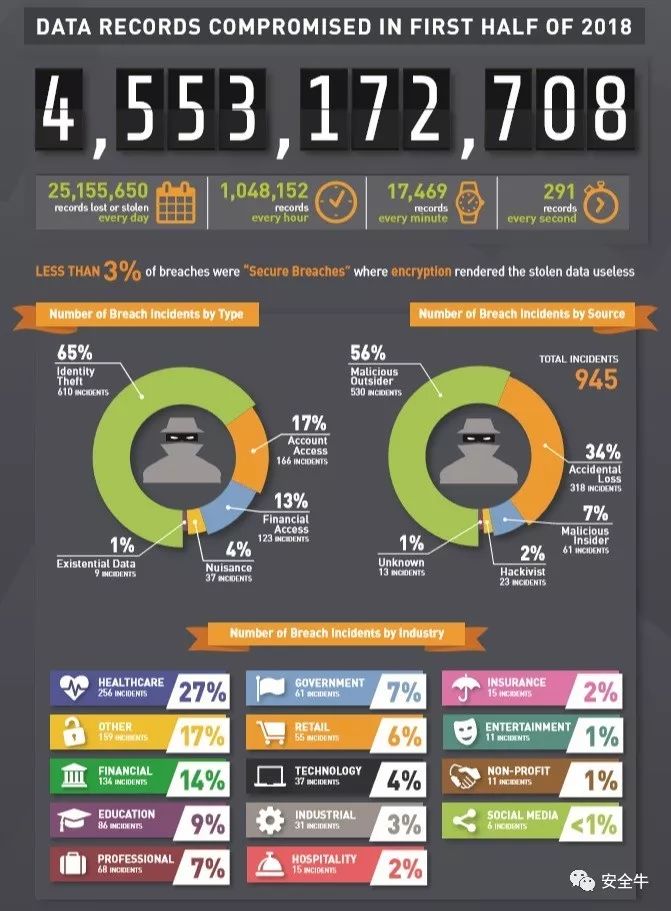 DATA RECORDS COMPROMISED IN FIRST HALF OF 2018
4,553,172,708
25,155,650
records lost or stolen
every day
1,048,152
records
every hour
17,469
records
every minute
291
records
every second
LESS THAN 3% of breaches were "Secure Breaches" where encryption rendered the stolen data useless
Number of Breach Incidents by Type
65%
Identity
Theft
610 INCIDENTS
17%
Account
Access
166 INCIDENTS
13%
Financial
Access
123 INCIDENTS
4%
Nuisance
37 INCIDENTS
1%
Existential Data
9 INCIDENTS
Number of Breach Incidents by Source
TOTAL INCIDENTS
945
56%
Malicious
Outsider
530 INCIDENTS
34%
Accidental
Loss
318 INCIDENTS
7%
Malicious
Insider
61 INCIDENTS
2%
Hackivist
23 INCIDENTS
1%
Unknown
13 INCIDENTS
Number of Breach Incidents by Industry
HEALTHCARE
256 INCIDENTS
27%
OTHER
159 INCIDENTS
17%
FINANCIAL
134 INCIDENTS
14%
EDUCATION
86 INCIDENTS
9%
PROFESSIONAL
68 INCIDENTS
7%
GOVERNMENT
61 INCIDENTS
7%
RETAIL
55 INCIDENTS
6%
TECHNOLOGY
37 INCIDENTS
4%
INDUSTRIAL
31 INCIDENTS
3%
HOSPITALITY
15 INCIDENTS
2%
INSURANCE
15 INCIDENTS
2%
ENTERTAINMENT
11 INCIDENTS
1%
NON-PROFIT
11 INCIDENTS
1%
SOCIAL MEDIA
6 INCIDENTS
<1%
安全牛